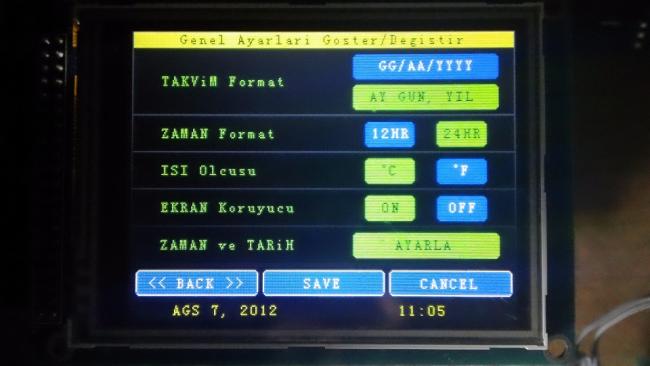 Genel Ayarlari Goster/Degistir
GG/AA/YYYY
TAKViM Format
AY GUN, YIL
ZAMAN Format 12HR 24HR
ISI Olcusu °C °F
EKRAN Koruyucu ON OFF
ZAMAN ve TARiH AYARLA
<< BACK >> SAVE CANCEL
AGS 7, 2012 11:05